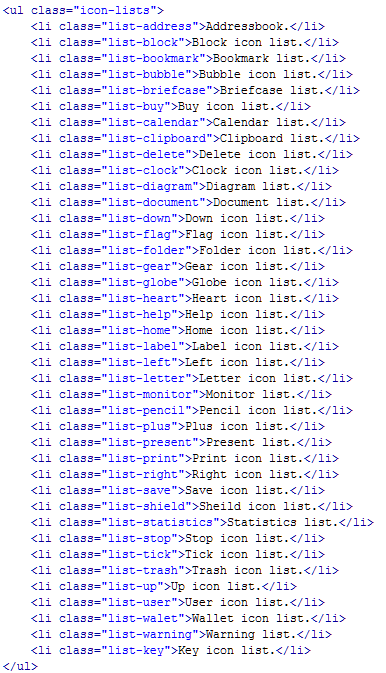 <ul class="icon-lists">
<li class="list-address">Addressbook.</li>
<li class="list-block">Block icon list.</li>
<li class="list-bookmark">Bookmark list.</li>
<li class="list-bubble">Bubble icon list.</li>
<li class="list-briefcase">Briefcase list.</li>
<li class="list-buy">Buy icon list.</li>
<li class="list-calendar">Calendar list.</li>
<li class="list-clipboard">Clipboard list.</li>
<li class="list-delete">Delete icon list.</li>
<li class="list-clock">Clock icon list.</li>
<li class="list-diagram">Diagram list.</li>
<li class="list-document">Document list.</li>
<li class="list-down">Down icon list.</li>
<li class="list-flag">Flag icon list.</li>
<li class="list-folder">Folder icon list.</li>
<li class="list-gear">Gear icon list.</li>
<li class="list-globe">Globe icon list.</li>
<li class="list-heart">Heart icon list.</li>
<li class="list-help">Help icon list.</li>
<li class="list-home">Home icon list.</li>
<li class="list-label">Label icon list.</li>
<li class="list-left">Left icon list.</li>
<li class="list-letter">Letter icon list.</li>
<li class="list-monitor">Monitor list.</li>
<li class="list-pencil">Pencil icon list.</li>
<li class="list-plus">Plus icon list.</li>
<li class="list-present">Present list.</li>
<li class="list-print">Print icon list.</li>
<li class="list-right">Right icon list.</li>
<li class="list-save">Save icon list.</li>
<li class="list-shield">Sheild icon list.</li>
<li class="list-statistics">Statistics list.</li>
<li class="list-stop">Stop icon list.</li>
<li class="list-tick">Tick icon list.</li>
<li class="list-trash">Trash icon list.</li>
<li class="list-up">Up icon list.</li>
<li class="list-user">User icon list.</li>
<li class="list-walet">Wallet icon list.</li>
<li class="list-warning">Warning list.</li>
<li class="list-key">Key icon list.</li>
</ul>